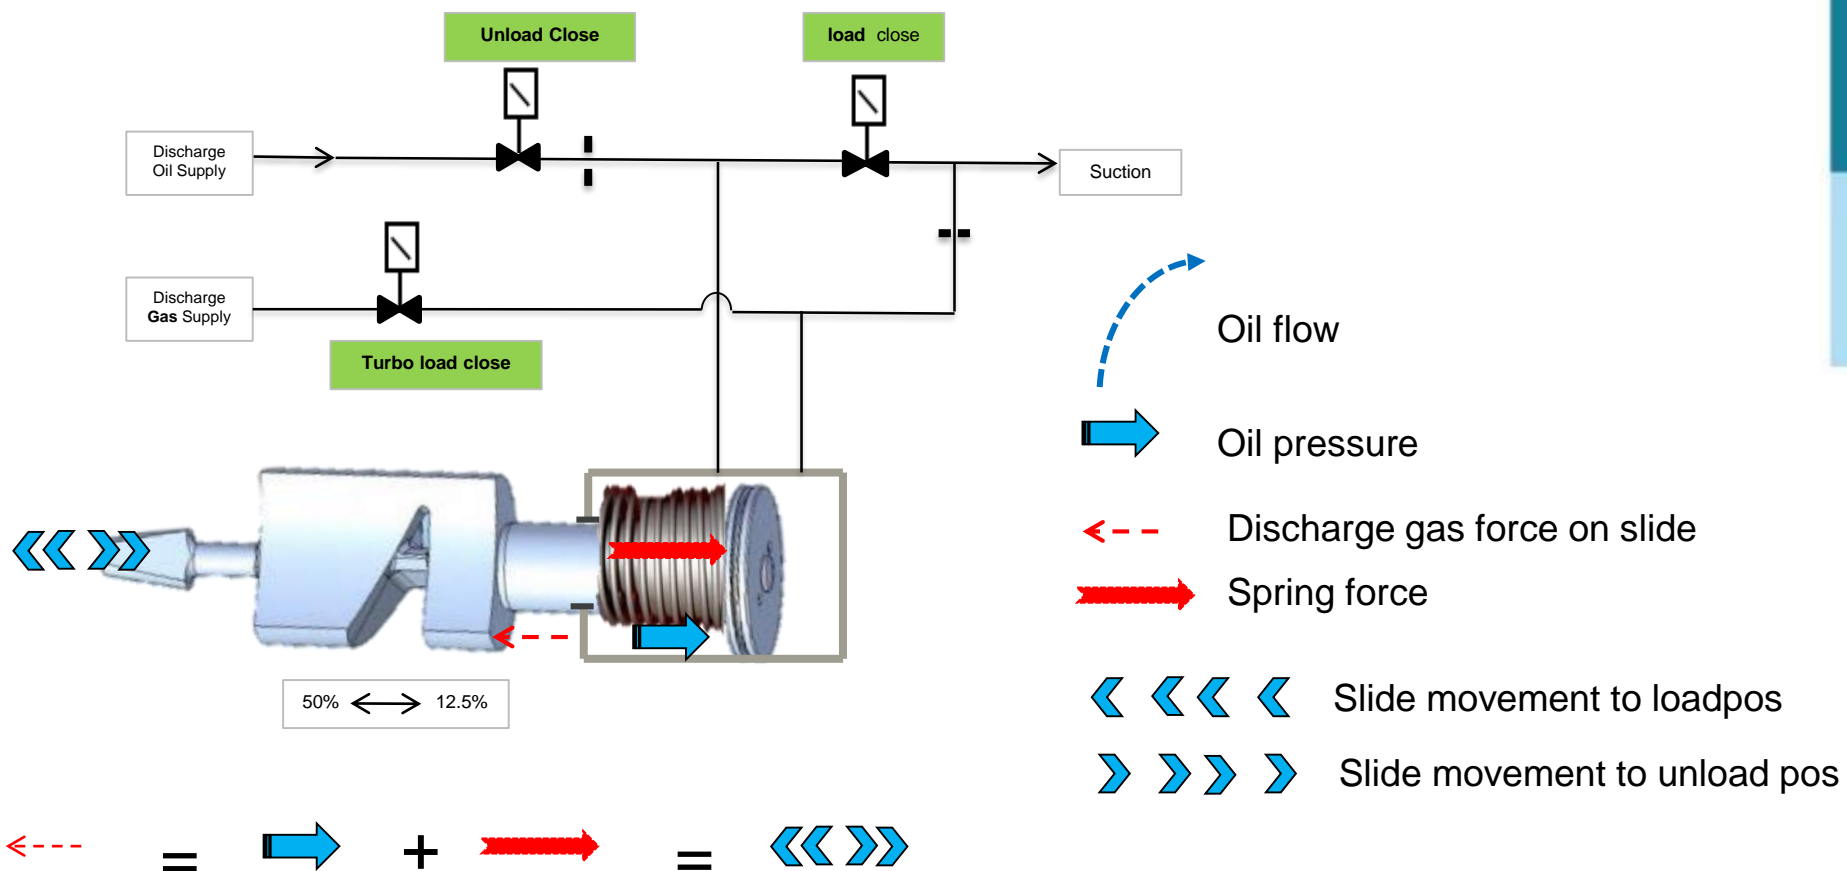 Unload Close
load close
Discharge
Oil Supply
Suction
Discharge
Gas Supply
Turbo load close
Oil flow
Oil pressure
Discharge gas force on slide
Spring force
50% 12.5%
Slide movement to loadpos
Slide movement to unload pos
= + =